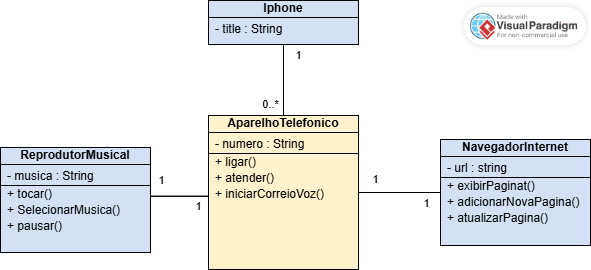 Iphone
- title : String
Made with
Visual Paradigm
For non-commercial use
1
0..*
AparelhoTelefonico
- numero : String
+ ligar()
+ atender()
+ iniciarCorreioVoz()
ReprodutorMusical
- musica : String
+ tocar()
+ SelecionarMusica()
+ pausar()
1
1
NavegadorInternet
- url : string
+ exibirPaginat()
+ adicionarNovaPagina()
+ atualizarPagina()
1
1